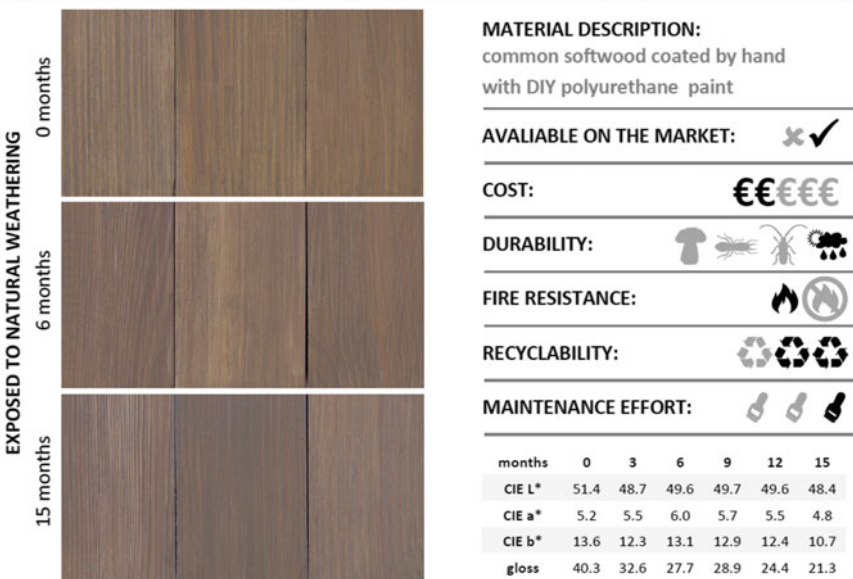 EXPOSED TO NATURAL WEATHERING
0 months
6 months
15 months
MATERIAL DESCRIPTION:
common softwood coated by hand
with DIY polyurethane paint
AVALIABLE ON THE MARKET:
COST: €€€€€
DURABILITY:
FIRE RESISTANCE:
RECYCLABILITY:
MAINTENANCE EFFORT:
months 0 3 6 9 12 15
CIE L* 51.4 48.7 49.6 49.7 49.6 48.4
CIE a* 5.2 5.5 6.0 5.7 5.5 4.8
CIE b* 13.6 12.3 13.1 12.9 12.4 10.7
gloss 40.3 32.6 27.7 28.9 24.4 21.3